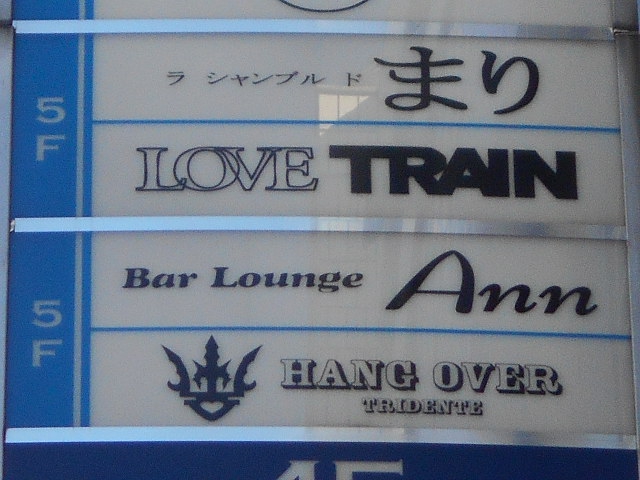 5F
ラ シャンブル ド まり
LOVE TRAIN
5F
Bar Lounge Ann
HANG OVER
TRIDENTE